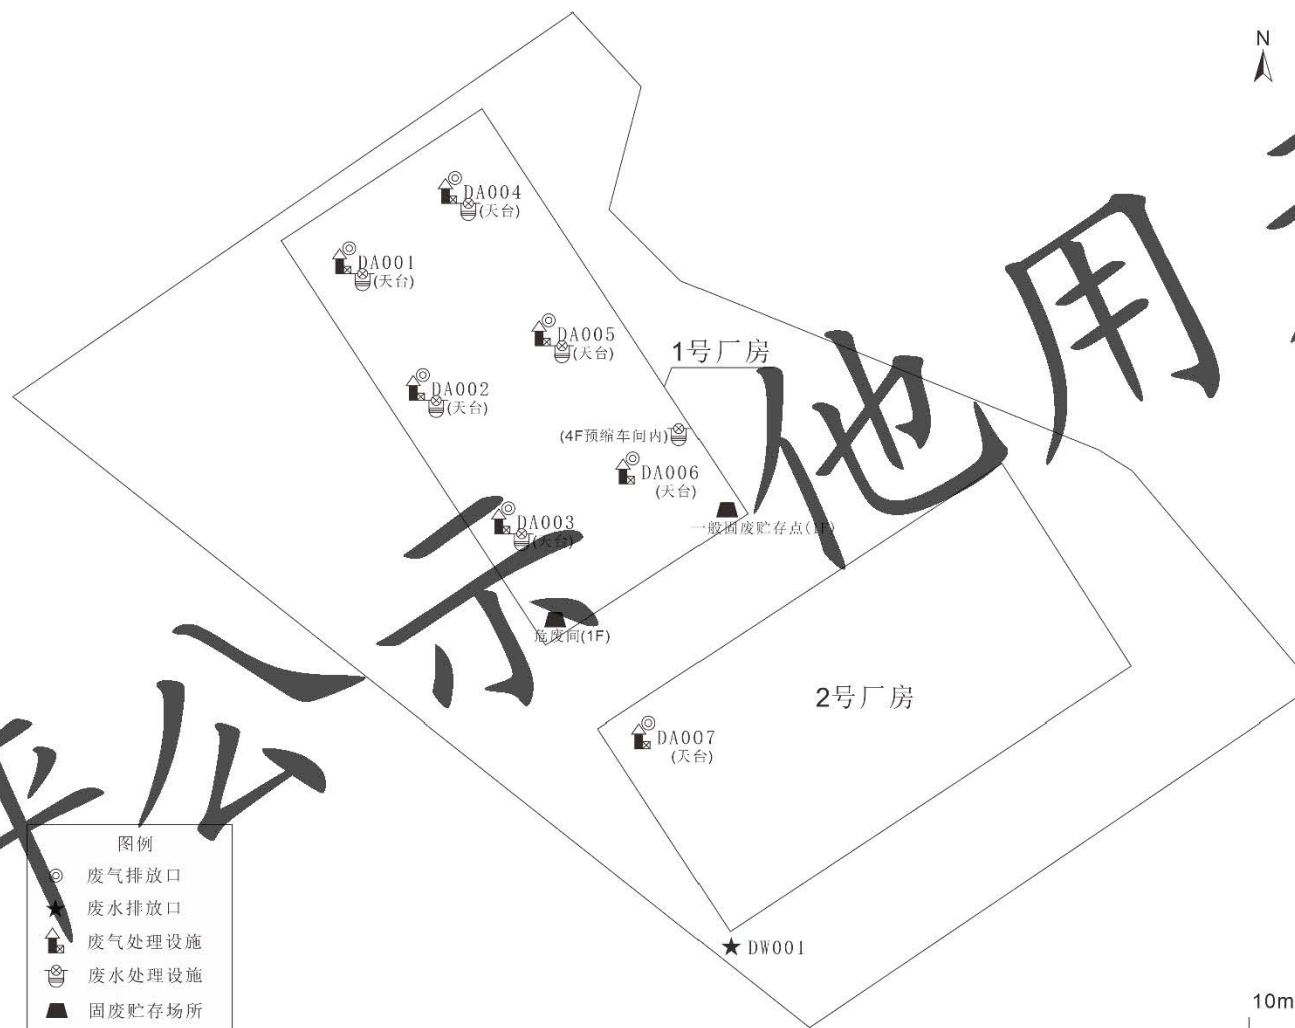 N
DA004
(天台)
DA001
(天台)
DA005
(天台)
1号厂房
DA002
(天台)
(4F预缩车间内)
DA006
(天台)
一般固废贮存点(1F)
DA003
(天台)
危废间(1F)
2号厂房
DA007
(天台)
DW001
图例
废气排放口
废水排放口
废气处理设施
废水处理设施
固废贮存场所
10m
公示
他用